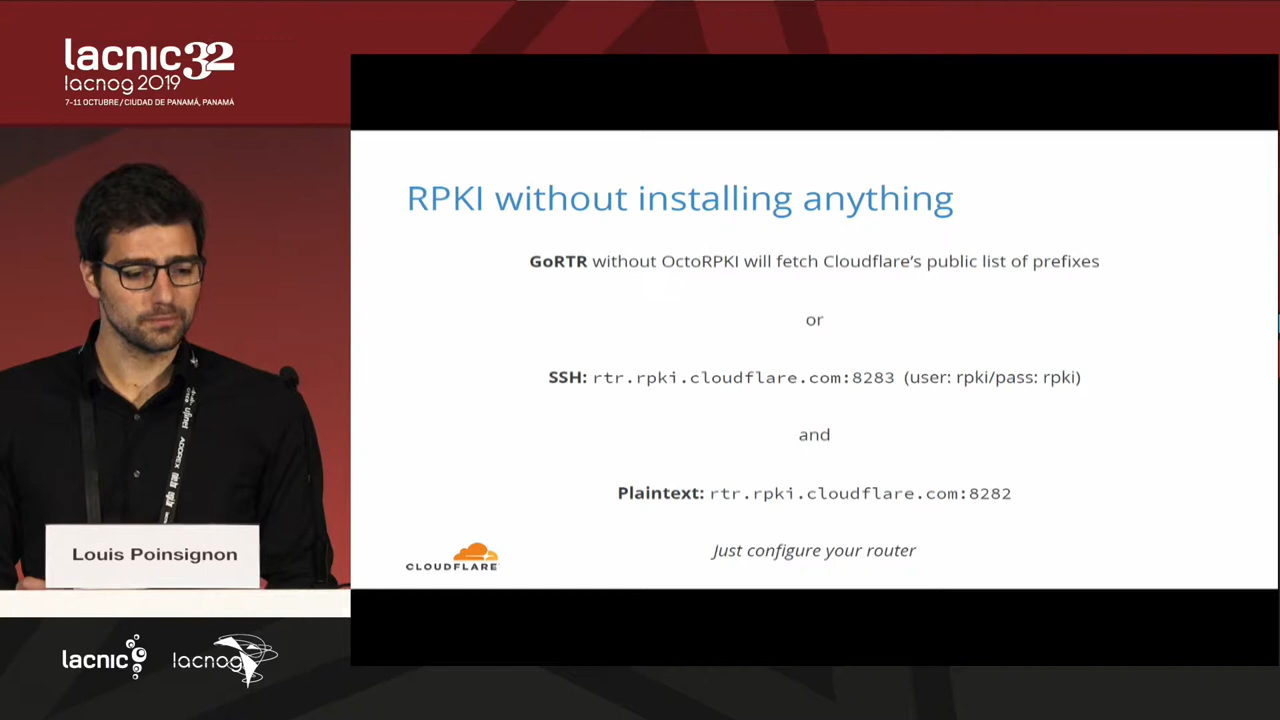 lacnic32
lacnog 2019
7-11 OCTUBRE / CIUDAD DE PANAMÁ, PANAMÁ
RPKI without installing anything
GoRTR without OctoRPKI will fetch Cloudflare’s public list of prefixes
or
SSH: rtr.rpki.cloudflare.com:8283 (user: rpki/pass: rpki)
and
Plaintext: rtr.rpki.cloudflare.com:8282
Just configure your router
CLOUDFLARE
Louis Poinsignon
lacnic
lacnog